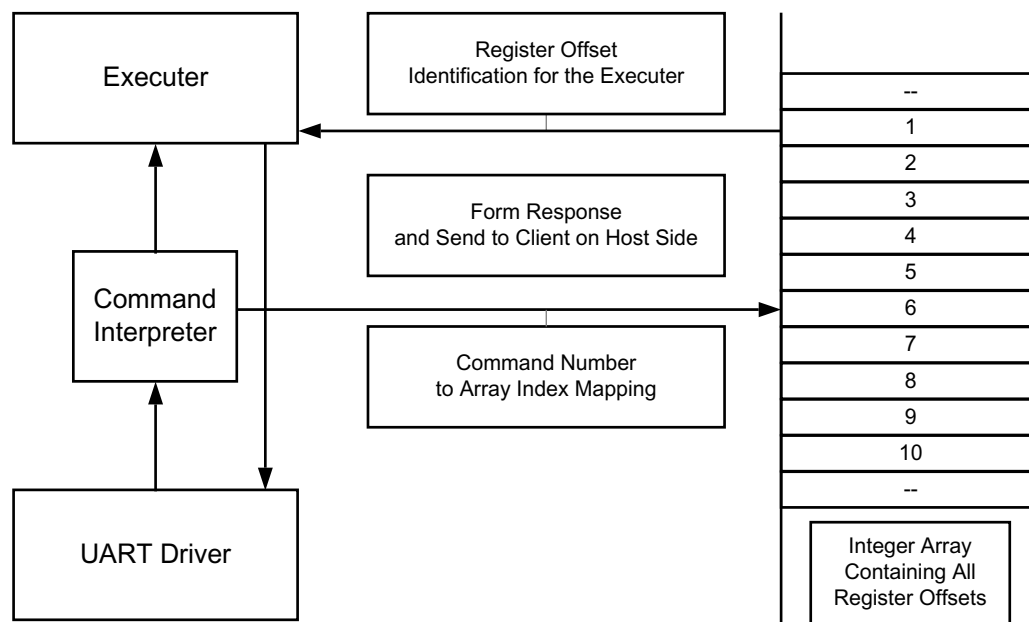 Executer
Register Offset
Identification for the Executer
Form Response
and Send to Client on Host Side
Command
Interpreter
Command Number
to Array Index Mapping
UART Driver
--
1
2
3
4
5
6
7
8
9
10
--
Integer Array
Containing All
Register Offsets